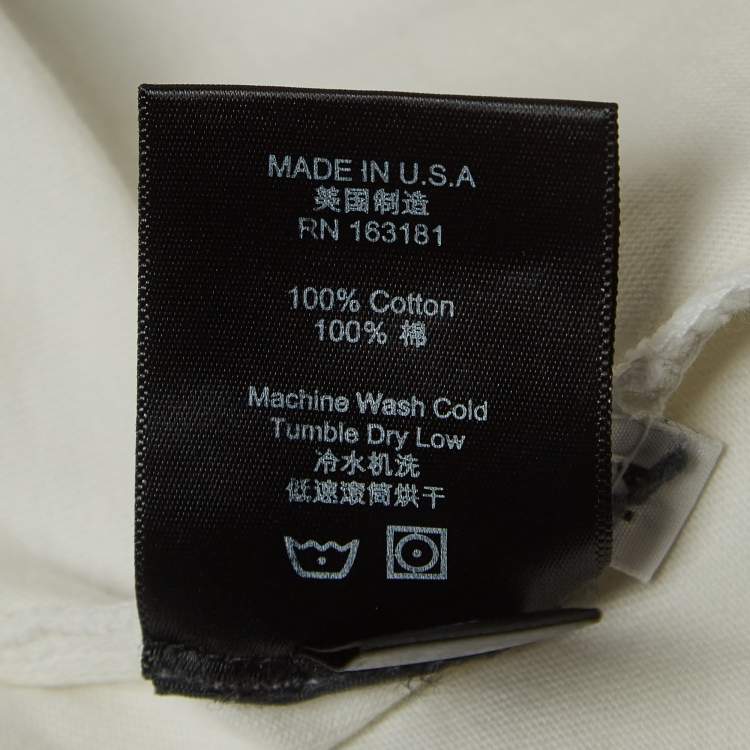 MADE IN U.S.A
美国制造
RN 163181
100% Cotton
100% 棉
Machine Wash Cold
Tumble Dry Low
冷水机洗
低速滚筒烘干